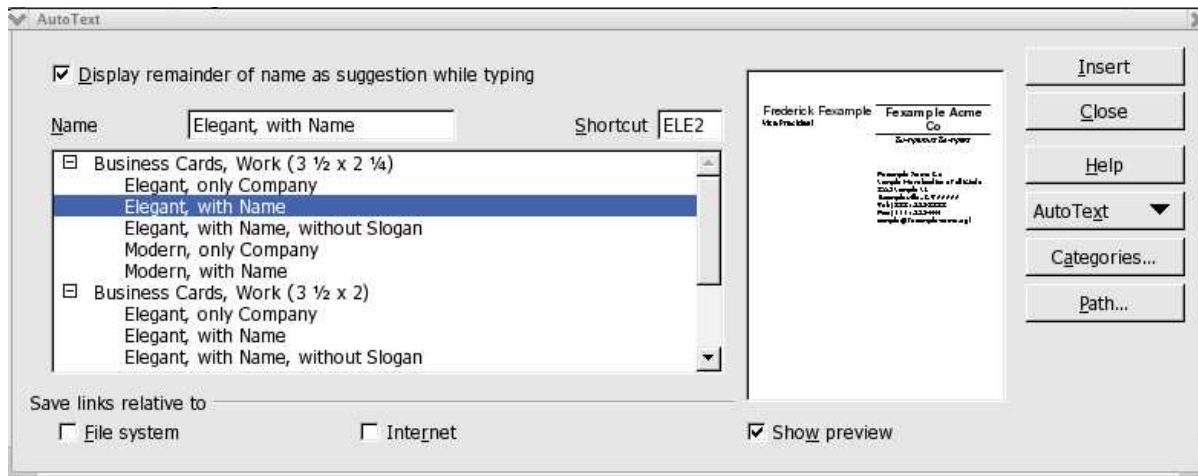 AutoText
Display remainder of name as suggestion while typing
Name Elegant, with Name Shortcut ELE2
Business Cards, Work (3 ½ x 2 ¼)
Elegant, only Company
Elegant, with Name
Elegant, with Name, without Slogan
Modern, only Company
Modern, with Name
Business Cards, Work (3 ½ x 2)
Elegant, only Company
Elegant, with Name
Elegant, with Name, without Slogan
Save links relative to
File system Internet
Frederick Fexample
Vice President
Fexample Acme
Co
Show preview
Insert
Close
Help
AutoText
Categories...
Path...